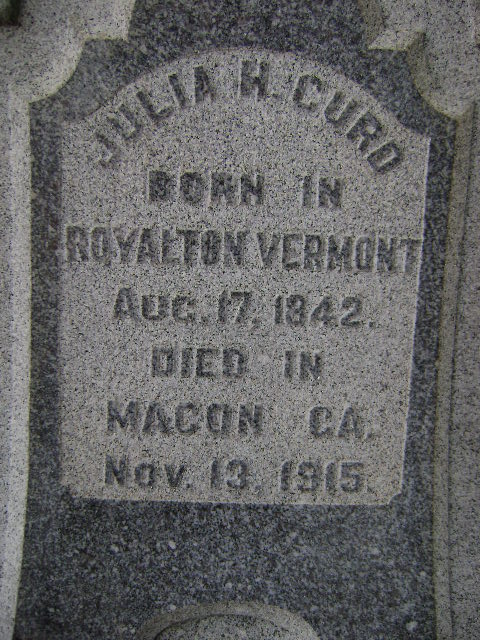 JULIA H. CURD
BORN IN
ROYALTON VERMONT
AUG. 17, 1842.
DIED IN
MACON GA.
NOV. 13, 1915.